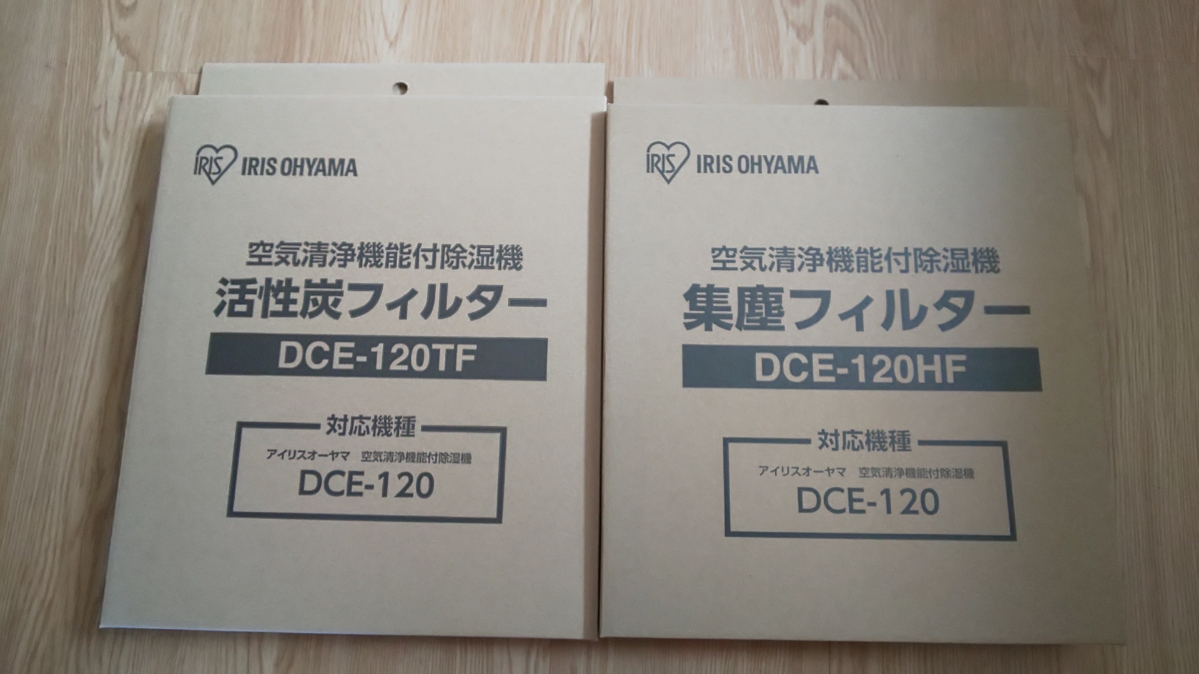 IRIS IRIS OHYAMA
空気清浄機能付除湿機
活性炭フィルター
DCE-120TF
対応機種
アイリスオーヤマ 空気清浄機能付除湿機
DCE-120
IRIS IRIS OHYAMA
空気清浄機能付除湿機
集塵フィルター
DCE-120HF
対応機種
アイリスオーヤマ 空気清浄機能付除湿機
DCE-120